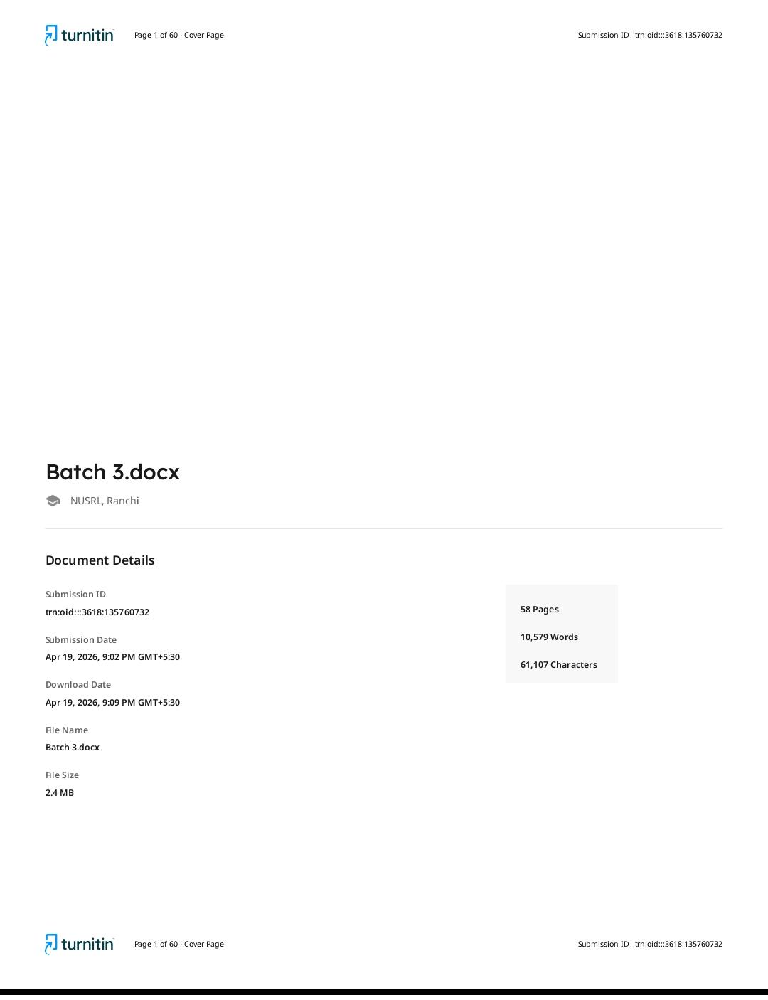 turnitin Page 1 of 60 - Cover Page Submission ID trn:oid:::3618:135760732
Batch 3.docx
NUSRL, Ranchi
Document Details
Submission ID
trn:oid:::3618:135760732
Submission Date
Apr 19, 2026, 9:02 PM GMT+5:30
Download Date
Apr 19, 2026, 9:09 PM GMT+5:30
File Name
Batch 3.docx
File Size
2.4 MB
58 Pages
10,579 Words
61,107 Characters
turnitin Page 1 of 60 - Cover Page Submission ID trn:oid:::3618:135760732